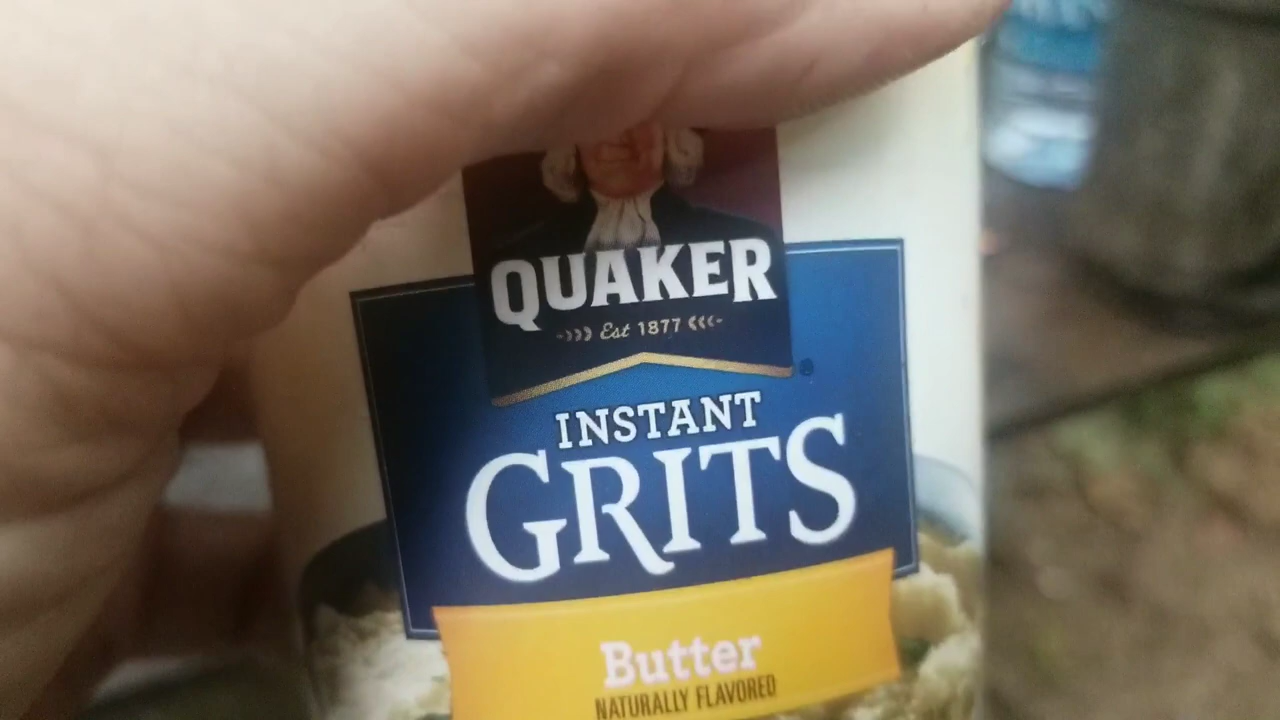 QUAKER
Est 1877
®
INSTANT
GRITS
Butter
NATURALLY FLAVORED